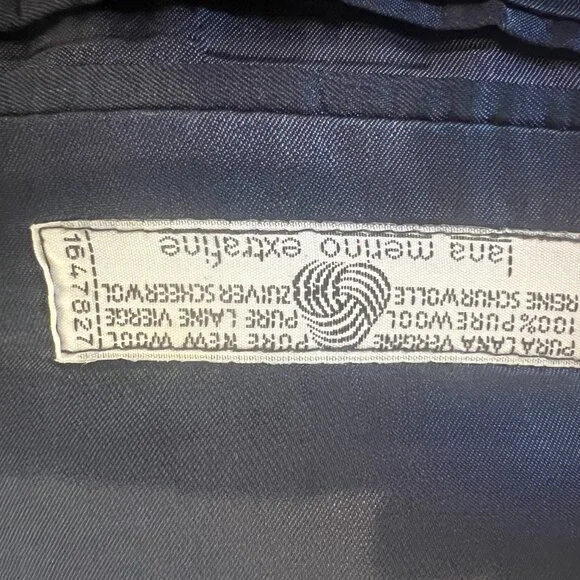 PURA LANA VERGINE PURE NEW WOOL
100% PURE WOOL PURE LAINE VIERGE
REINE SCHURWOLLE ZUIVER SCHEERWOL
lana merino extrafine
1647827